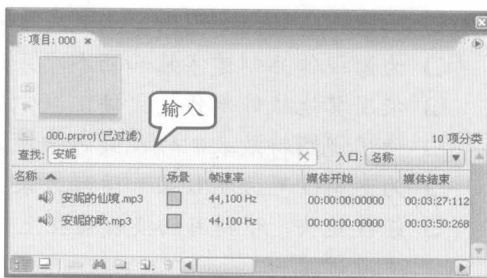 项目: 000 ×
输入
000.prproj (已过滤)
10 项分类
查找: 安妮
入口: 名称
名称 场景 帧速率 媒体开始 媒体结束
安妮的仙境.mp3 44,100 Hz 00:00:00:00000 00:03:27:112
安妮的歌.mp3 44,100 Hz 00:00:00:00000 00:03:50:268